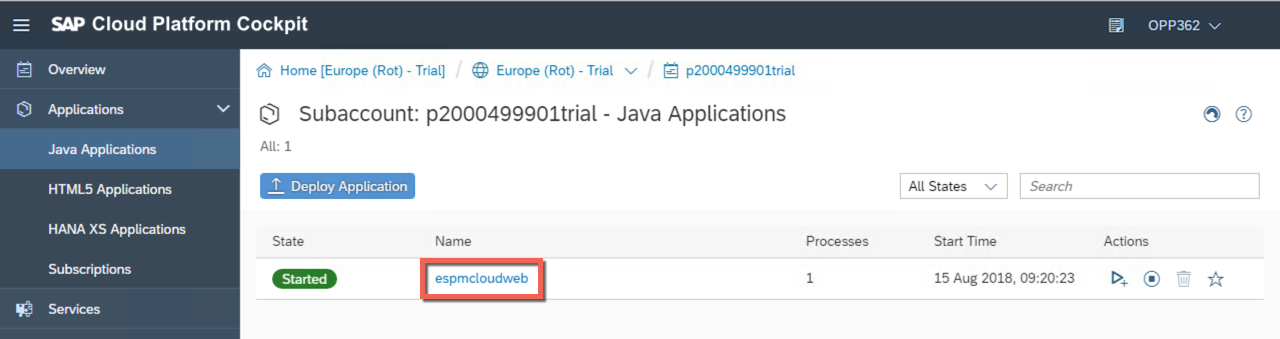 SAP Cloud Platform Cockpit
OPP362
Overview
Applications
Java Applications
HTML5 Applications
HANA XS Applications
Subscriptions
Services
Home [Europe (Rot) - Trial] / Europe (Rot) - Trial / p2000499901trial
Subaccount: p2000499901trial - Java Applications
All: 1
Deploy Application
All States
Search
State Name Processes Start Time Actions
Started espmcloudweb 1 15 Aug 2018, 09:20:23